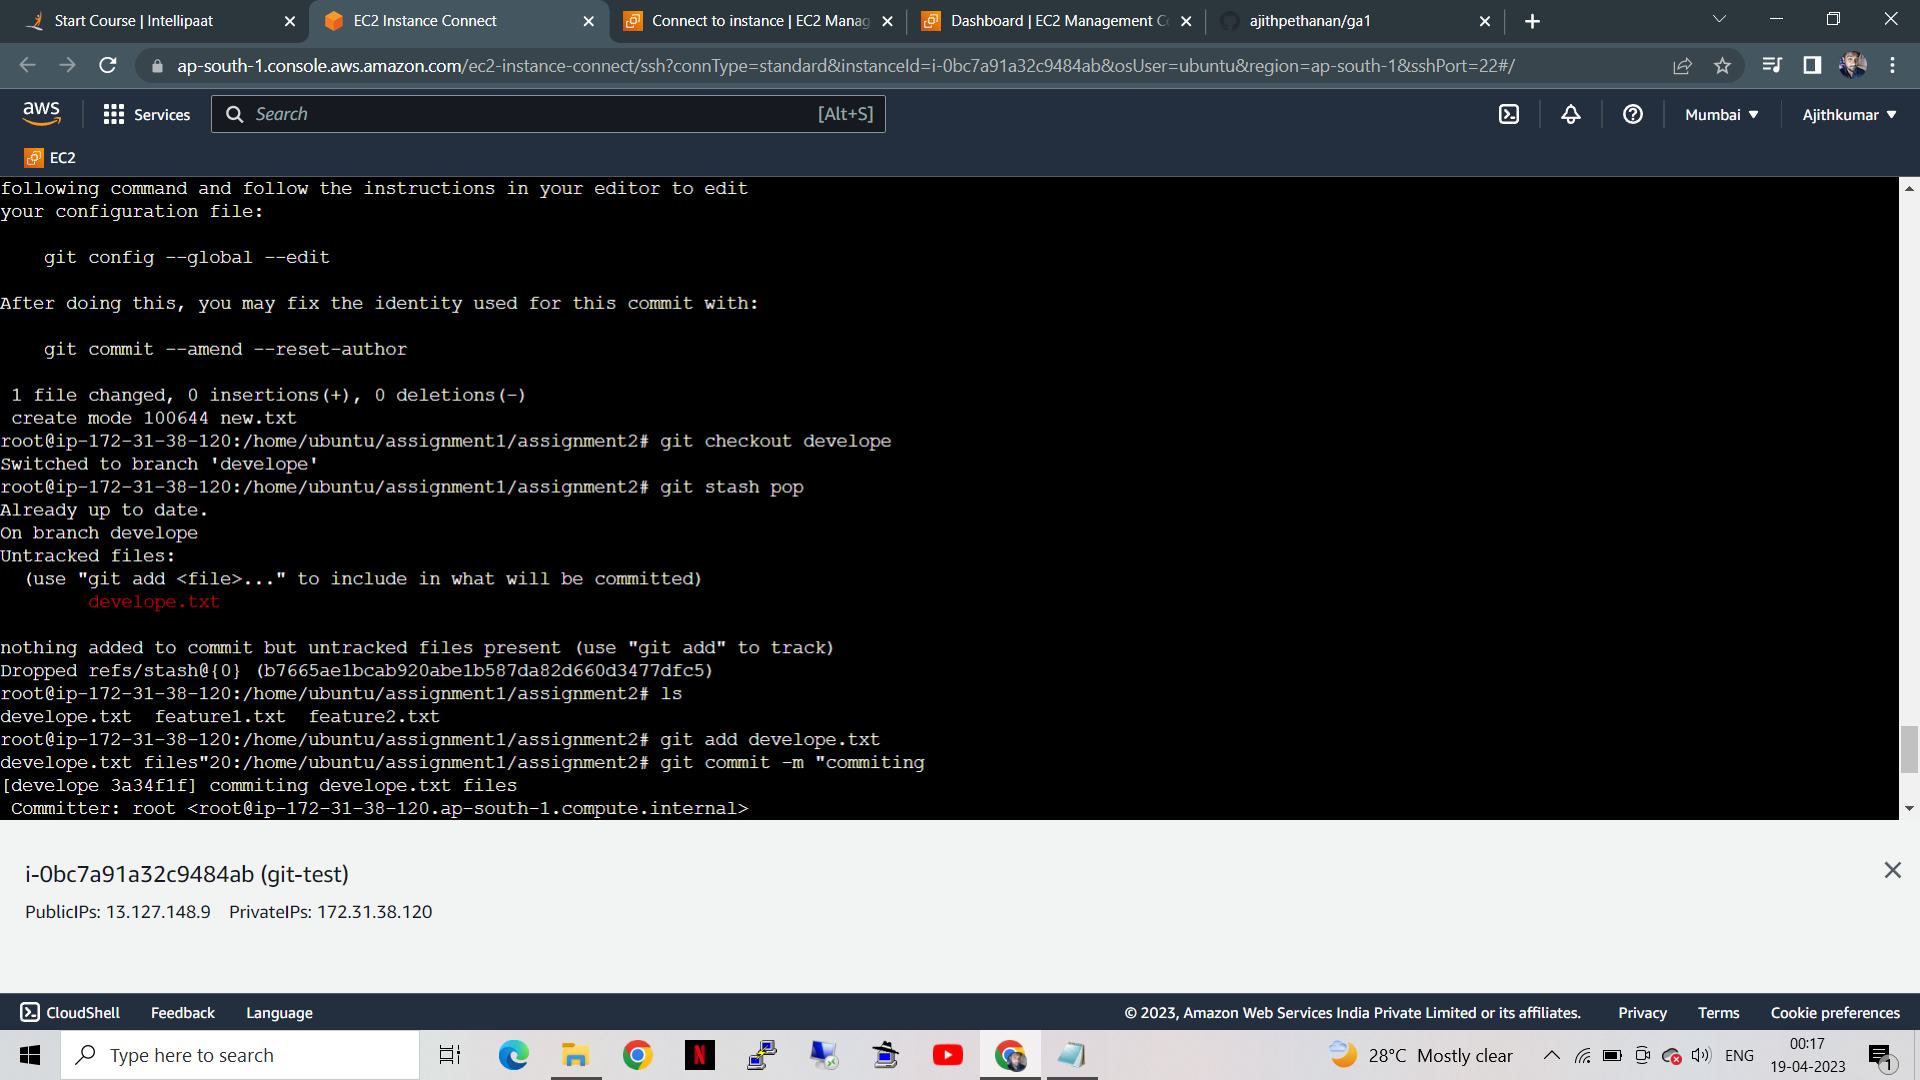 Start Course | Intellipaat
EC2 Instance Connect
Connect to instance | EC2 Manag
Dashboard | EC2 Management Co
ajithpethanan/ga1
ap-south-1.console.aws.amazon.com/ec2-instance-connect/ssh?connType=standard&instanceId=i-0bc7a91a32c9484ab&osUser=ubuntu&region=ap-south-1&sshPort=22#/
aws
Services
Search
[Alt+S]
Mumbai
Ajithkumar
EC2
following command and follow the instructions in your editor to edit
your configuration file:
git config --global --edit
After doing this, you may fix the identity used for this commit with:
git commit --amend --reset-author
1 file changed, 0 insertions(+), 0 deletions(-)
create mode 100644 new.txt
root@ip-172-31-38-120:/home/ubuntu/assignment1/assignment2# git checkout develope
Switched to branch 'develope'
root@ip-172-31-38-120:/home/ubuntu/assignment1/assignment2# git stash pop
Already up to date.
On branch develope
Untracked files:
(use "git add <file>..." to include in what will be committed)
develope.txt
nothing added to commit but untracked files present (use "git add" to track)
Dropped refs/stash@{0} (b7665ae1bcab920abe1b587da82d660d3477dfc5)
root@ip-172-31-38-120:/home/ubuntu/assignment1/assignment2# ls
develope.txt  feature1.txt  feature2.txt
root@ip-172-31-38-120:/home/ubuntu/assignment1/assignment2# git add develope.txt
develope.txt files"20:/home/ubuntu/assignment1/assignment2# git commit -m "commiting
[develope 3a34f1f] commiting develope.txt files
Committer: root <root@ip-172-31-38-120.ap-south-1.compute.internal>
i-0bc7a91a32c9484ab (git-test)
PublicIPs: 13.127.148.9    PrivateIPs: 172.31.38.120
CloudShell
Feedback
Language
© 2023, Amazon Web Services India Private Limited or its affiliates.
Privacy
Terms
Cookie preferences
Type here to search
N
28°C  Mostly clear
ENG
00:17
19-04-2023
1